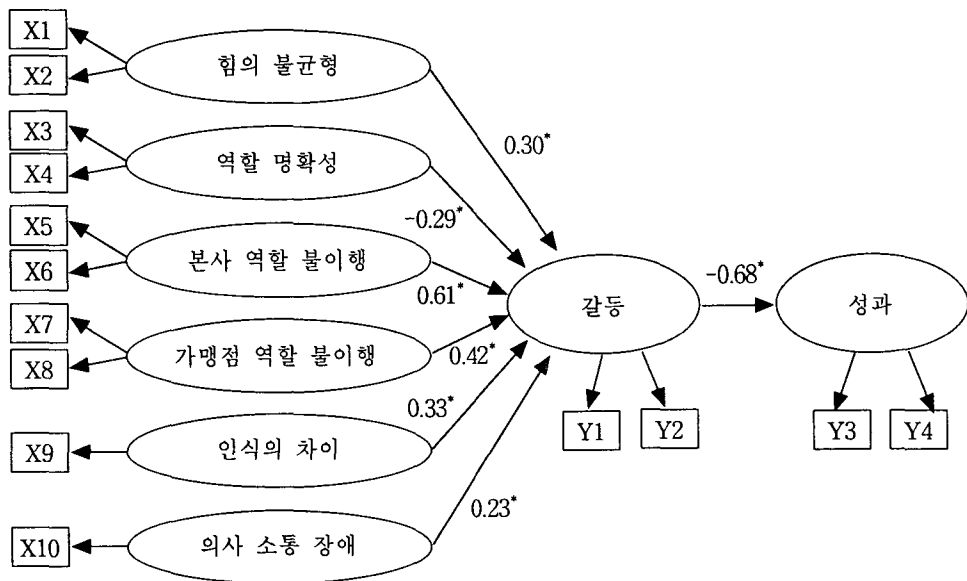 X1
힘의 불균형
X2
0.30*
X3
역할 명확성
X4
-0.29*
X5
본사 역할 불이행
X6
0.61*
갈등
-0.68*
성과
X7
가맹점 역할 불이행
0.42*
X8
0.33*
Y1
Y2
Y3
Y4
X9
인식의 차이
0.23*
X10
의사 소통 장애